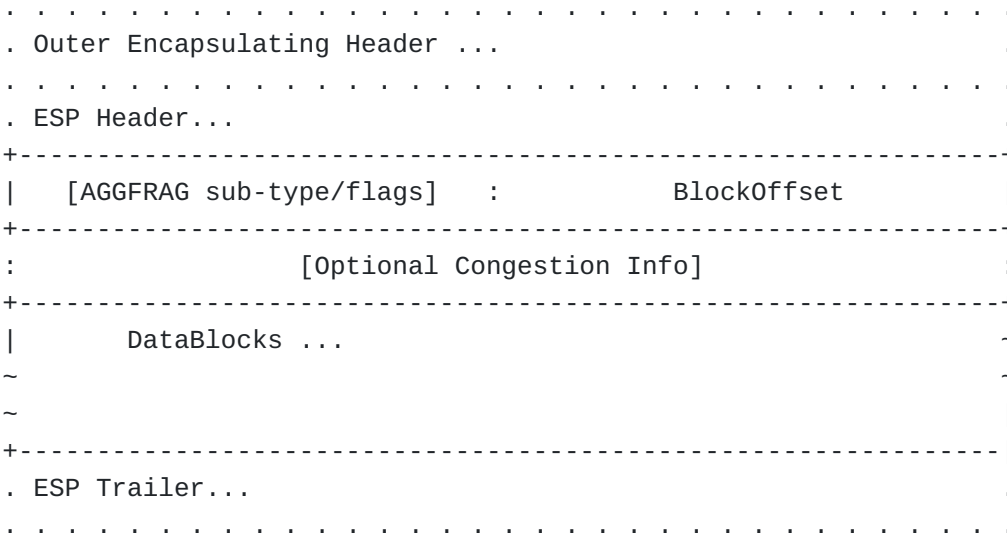 . . . . . . . . . . . . . . . . . . . . . . . . . . . . . . . . .
. Outer Encapsulating Header ...                                .
. . . . . . . . . . . . . . . . . . . . . . . . . . . . . . . . .
. ESP Header...                                                 .
+---------------------------------------------------------------+
|   [AGGFRAG sub-type/flags]   :           BlockOffset
+---------------------------------------------------------------+
:                  [Optional Congestion Info]                   :
+---------------------------------------------------------------+
|       DataBlocks ...                                          ~
~                                                               ~
~
+---------------------------------------------------------------
. ESP Trailer...                                                .
. . . . . . . . . . . . . . . . . . . . . . . . . . . . . . . . .